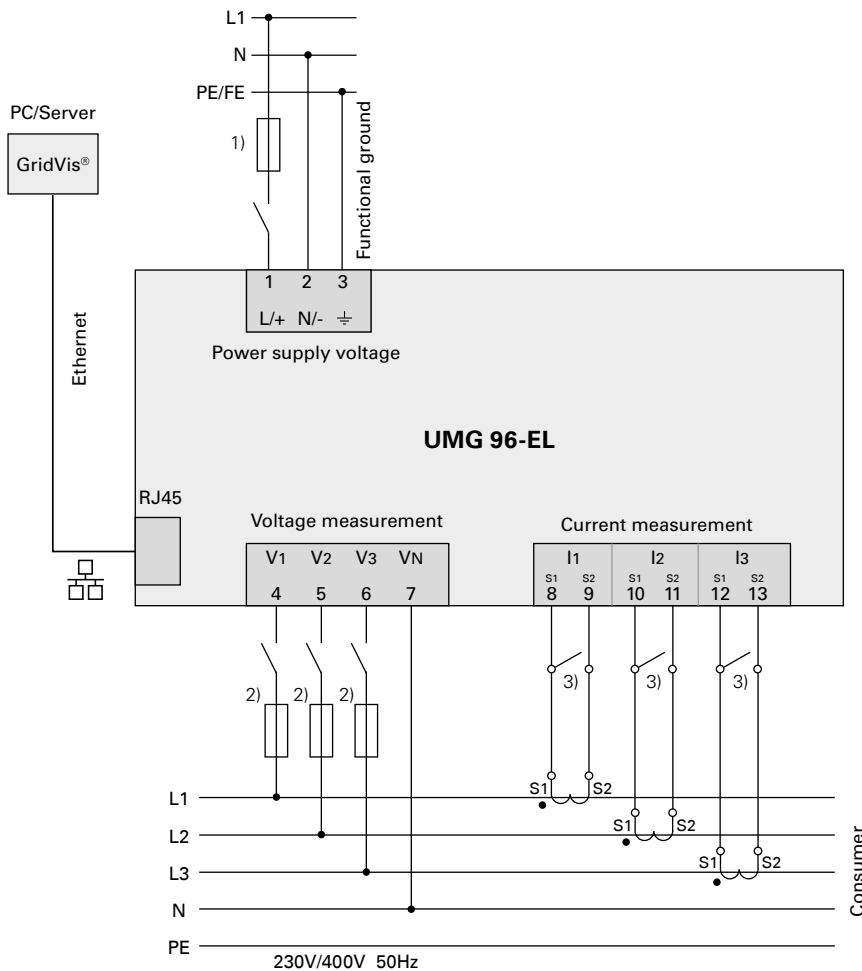 L1
N
PE/FE
PC/Server
GridVis®
1)
Functional ground
1 2 3
L/+ N/-
Power supply voltage
Ethernet
UMG 96-EL
RJ45
Voltage measurement
Current measurement
V1 V2 V3 VN
4 5 6 7
I1 I2 I3
S1 S2 S1 S2 S1 S2
8 9 10 11 12 13
2) 2) 2)
3) 3) 3)
L1
S1 S2
L2
S1 S2
L3
S1 S2
N
PE
Consumer
230V/400V 50Hz